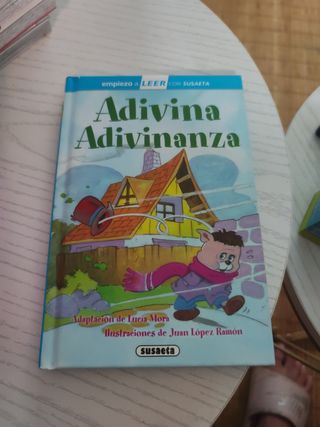 empiezo a LEER CON SUSAETA
Adivina
Adivinanza
Adaptación de Lucía Mora
Ilustraciones de Juan López Ramón
susaeta